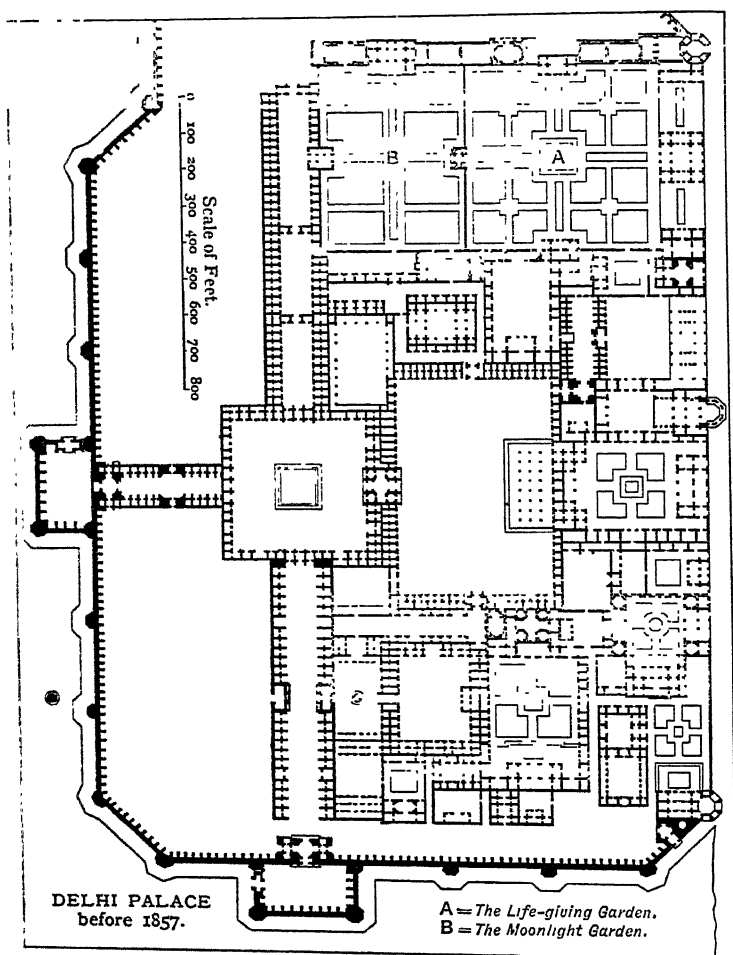 B
A
0
100
200
300
400
500
600
700
800
Scale of Feet.
DELHI PALACE
before 1857.
A = The Life-giving Garden.
B = The Moonlight Garden.